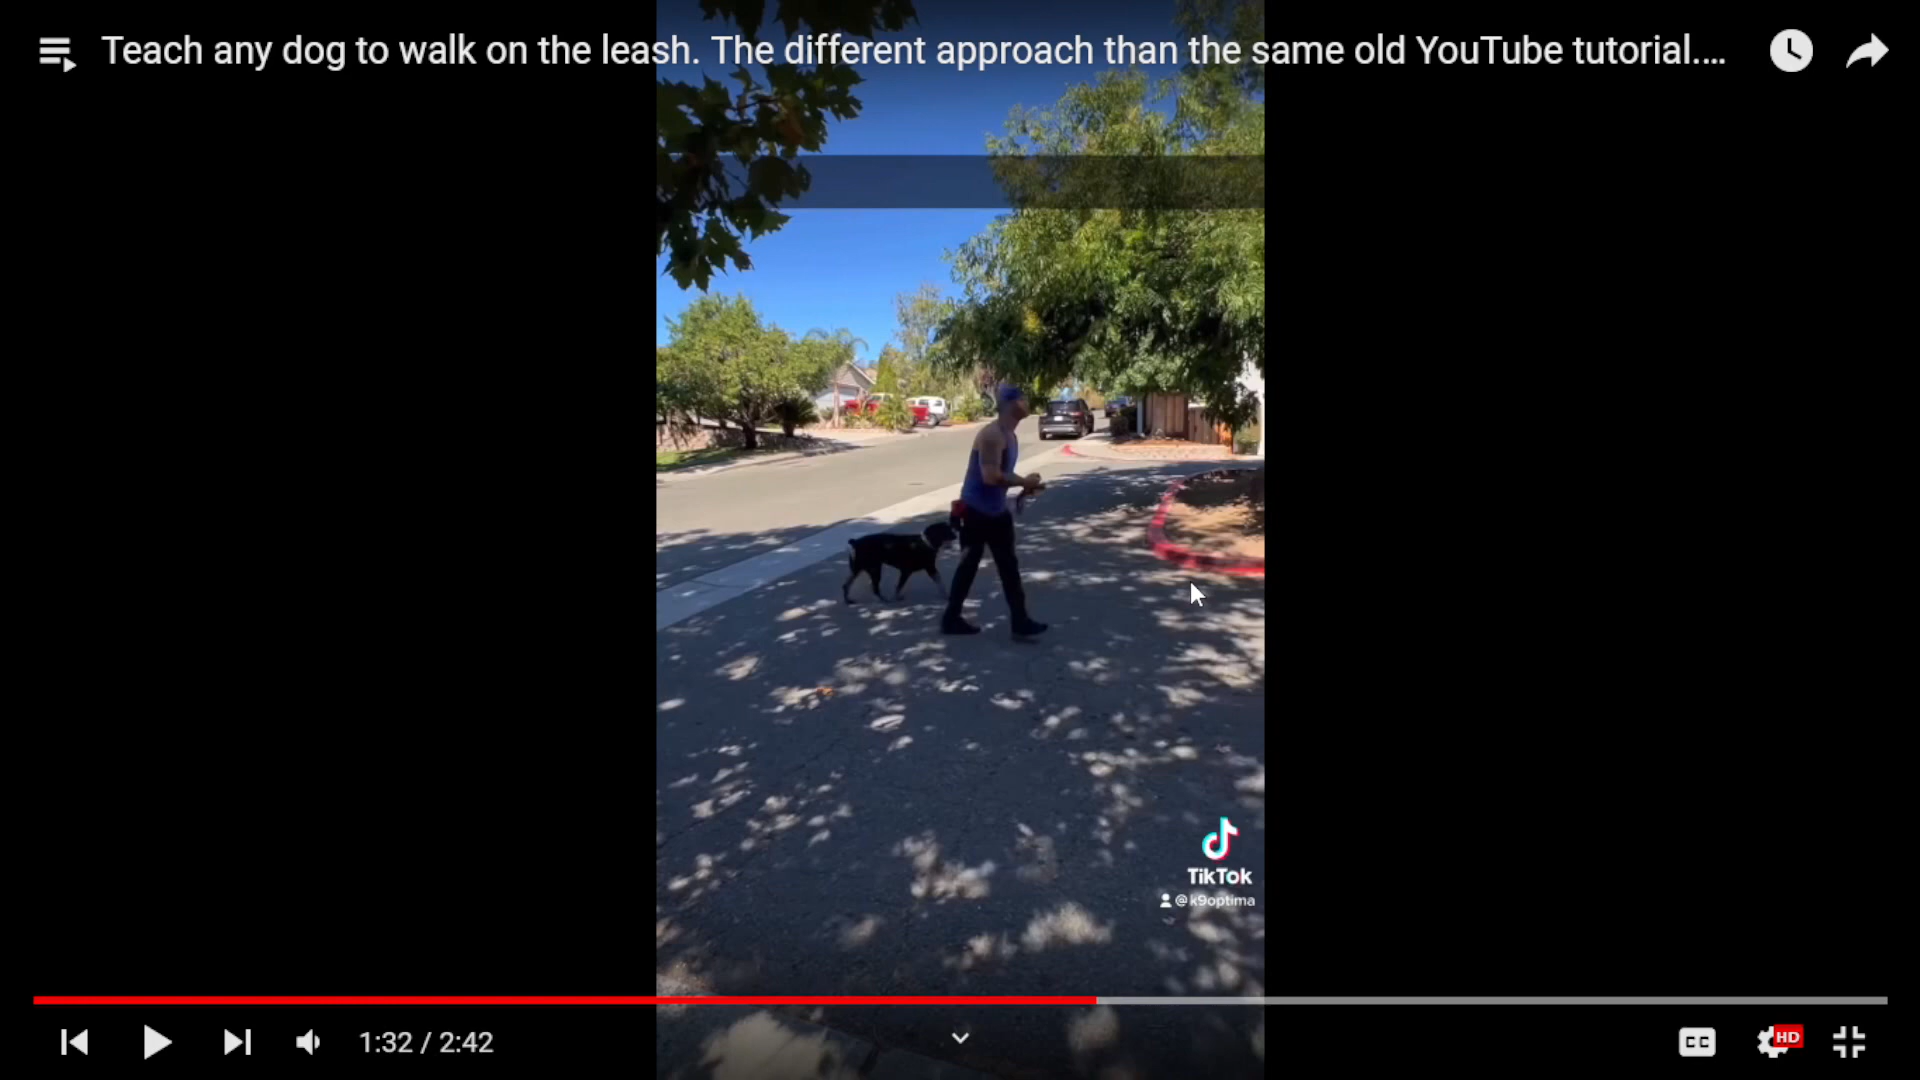 Teach any dog to walk on the leash. The different approach than the same old YouTube tutorial....
TikTok
@k9optima
1:32 / 2:42
CC
HD